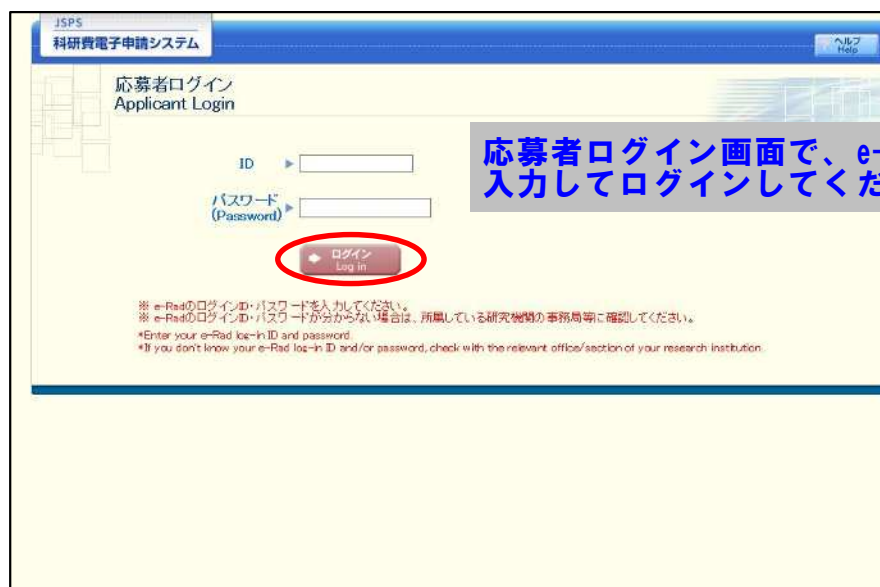 JSPS
科研費電子申請システム
ヘルプ
Help
応募者ログイン
Applicant Login
応募者ログイン画面で、e-
入力してログインしてくだ
ID
パスワード
(Password)
ログイン
Log in
※ e-RadのログインID・パスワードを入力してください。
※ e-RadのログインID・パスワードが分からない場合は、所属している研究機関の事務局等に確認してください。
*Enter your e-Rad log-in ID and password.
*If you don't know your e-Rad log-in ID and/or password, check with the relevant office/section of your research institution.